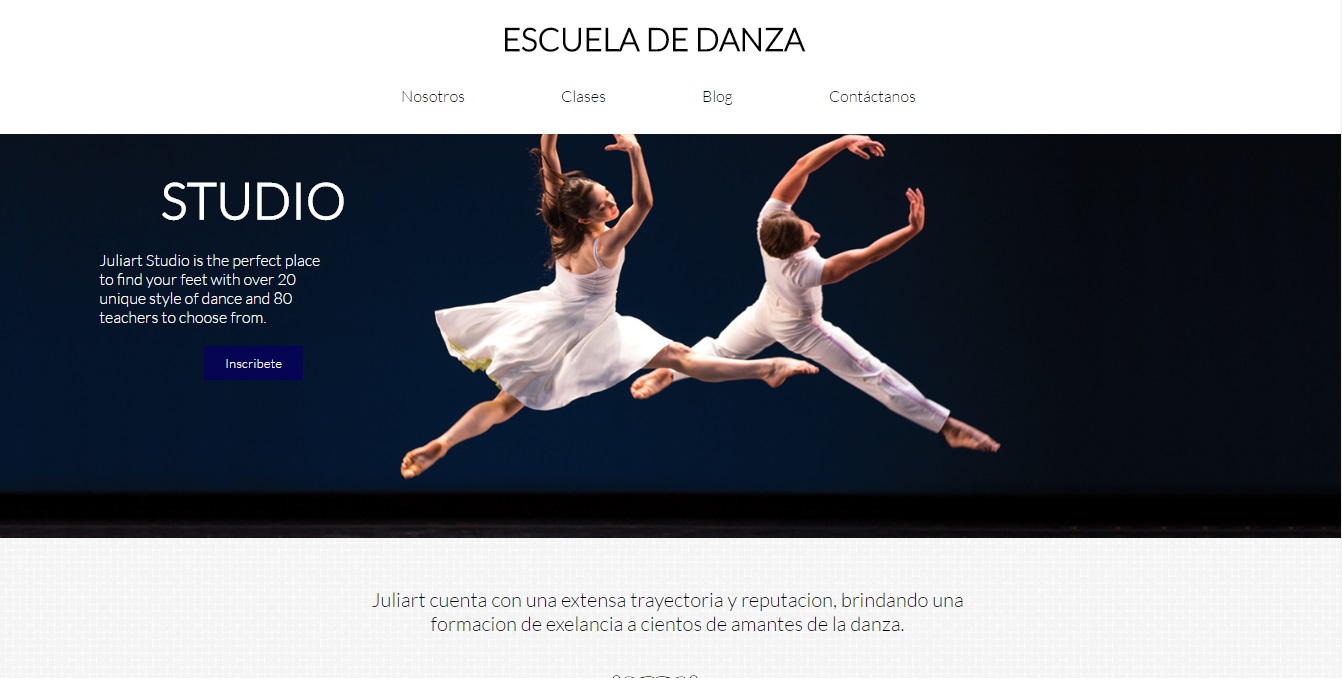 ESCUELA DE DANZA
Nosotros Clases Blog Contáctanos
STUDIO
Juliart Studio is the perfect place
to find your feet with over 20
unique style of dance and 80
teachers to choose from.
Inscribete
Juliart cuenta con una extensa trayectoria y reputacion, brindando una
formacion de exelancia a cientos de amantes de la danza.